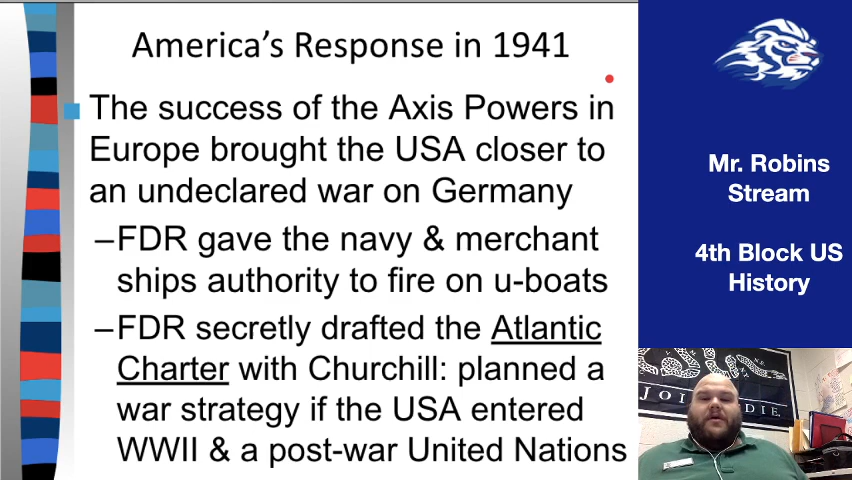 America's Response in 1941
The success of the Axis Powers in
Europe brought the USA closer to
an undeclared war on Germany
–FDR gave the navy & merchant
ships authority to fire on u-boats
–FDR secretly drafted the Atlantic
Charter with Churchill: planned a
war strategy if the USA entered
WWII & a post-war United Nations
Mr. Robins
Stream
4th Block US
History
JOIN
DIE.